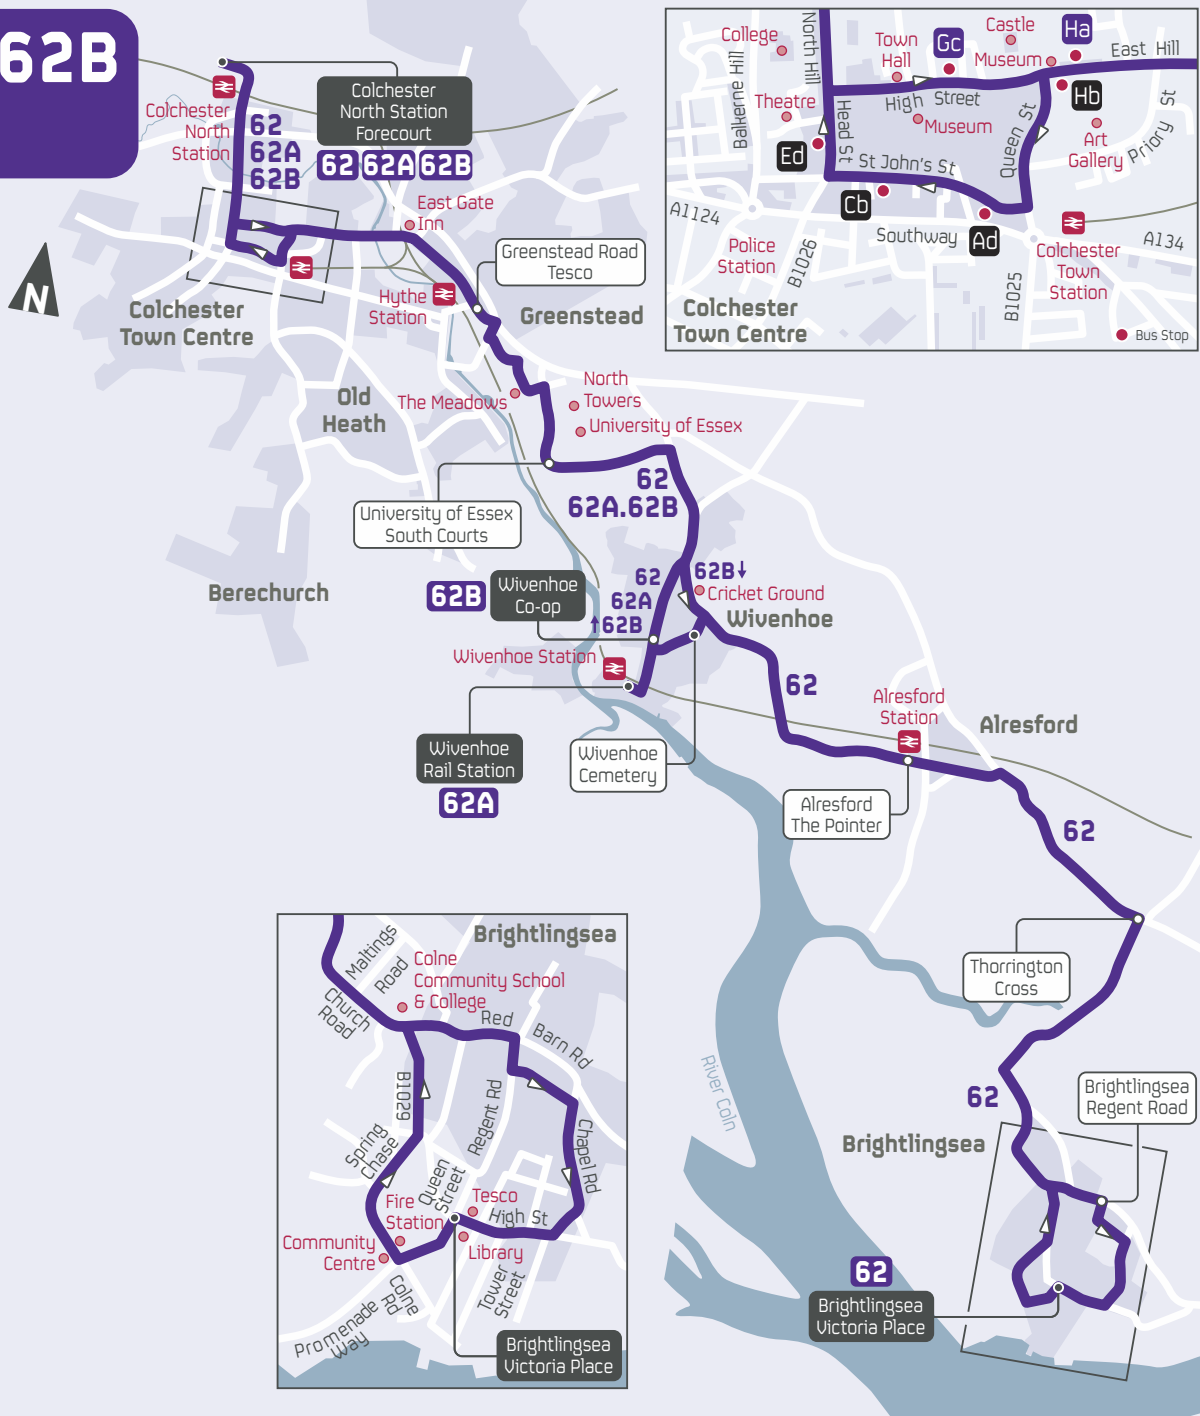 62B
Colchester
North
Station
62
62A
62B
Colchester
North Station
Forecourt
62 62A 62B
East Gate
Inn
Greenstead Road
Tesco
Hythe
Station
Greenstead
N
Colchester
Town Centre
Old
Heath
The Meadows
North
Towers
University of Essex
62
62A.62B
University of Essex
South Courts
Berechurch
62B
Wivenhoe
Co-op
62
62A
62B
62B
Cricket Ground
Wivenhoe
Wivenhoe Station
Wivenhoe
Rail Station
62A
Wivenhoe
Cemetery
62
Alresford
Station
Alresford
Alresford
The Pointer
62
Thorrington
Cross
River Coln
62
Brightlingsea
Regent Road
Brightlingsea
62
Brightlingsea
Victoria Place
College
Balkerne Hill
North Hill
Town
Hall
Gc
Castle
Museum
Ha
East Hill
Theatre
Head St
High Street
Museum
Queen St
Hb
Art
Gallery
Priory St
Ed
St John's St
Cb
Ad
A1124
Southway
Police
Station
B1026
B1025
Colchester
Town
Station
A134
Colchester
Town Centre
Bus Stop
Brightlingsea
Maltings
Road
Colne
Community School
& College
Church
Road
Red
Barn Rd
B1029
Regent Rd
Chapel Rd
Spring
Chase
Queen
Street
Fire
Station
Tesco
High St
Community
Centre
Library
Colne
Rd
Tower
Street
Promenade
Way
Brightlingsea
Victoria Place